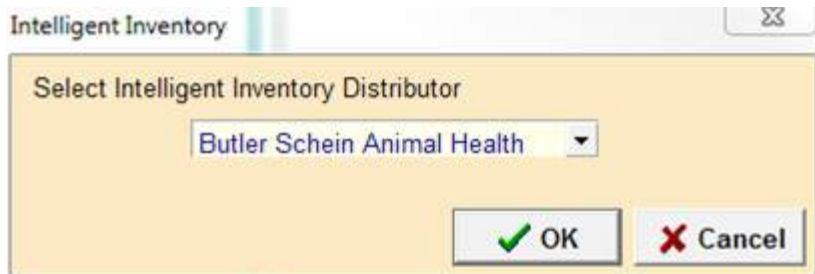 Intelligent Inventory
Select Intelligent Inventory Distributor
Butler Schein Animal Health
OK
Cancel